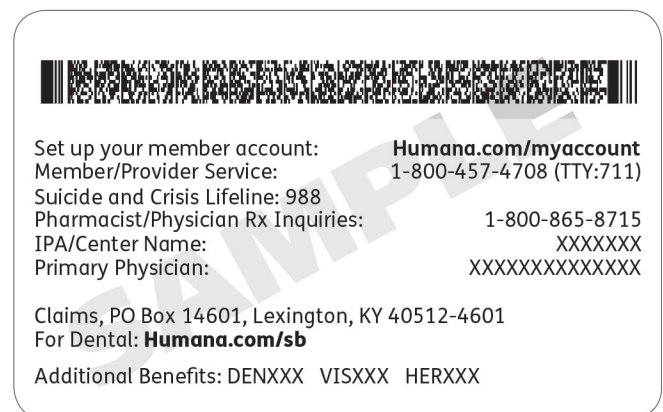 Set up your member account: Humana.com/myaccount
Member/Provider Service: 1-800-457-4708 (TTY:711)
Suicide and Crisis Lifeline: 988
Pharmacist/Physician Rx Inquiries: 1-800-865-8715
IPA/Center Name: XXXXXXX
Primary Physician: XXXXXXXXXXXXXX
Claims, PO Box 14601, Lexington, KY 40512-4601
For Dental: Humana.com/sb
Additional Benefits: DENXXX VISXXX HERXXX
SAMPLE